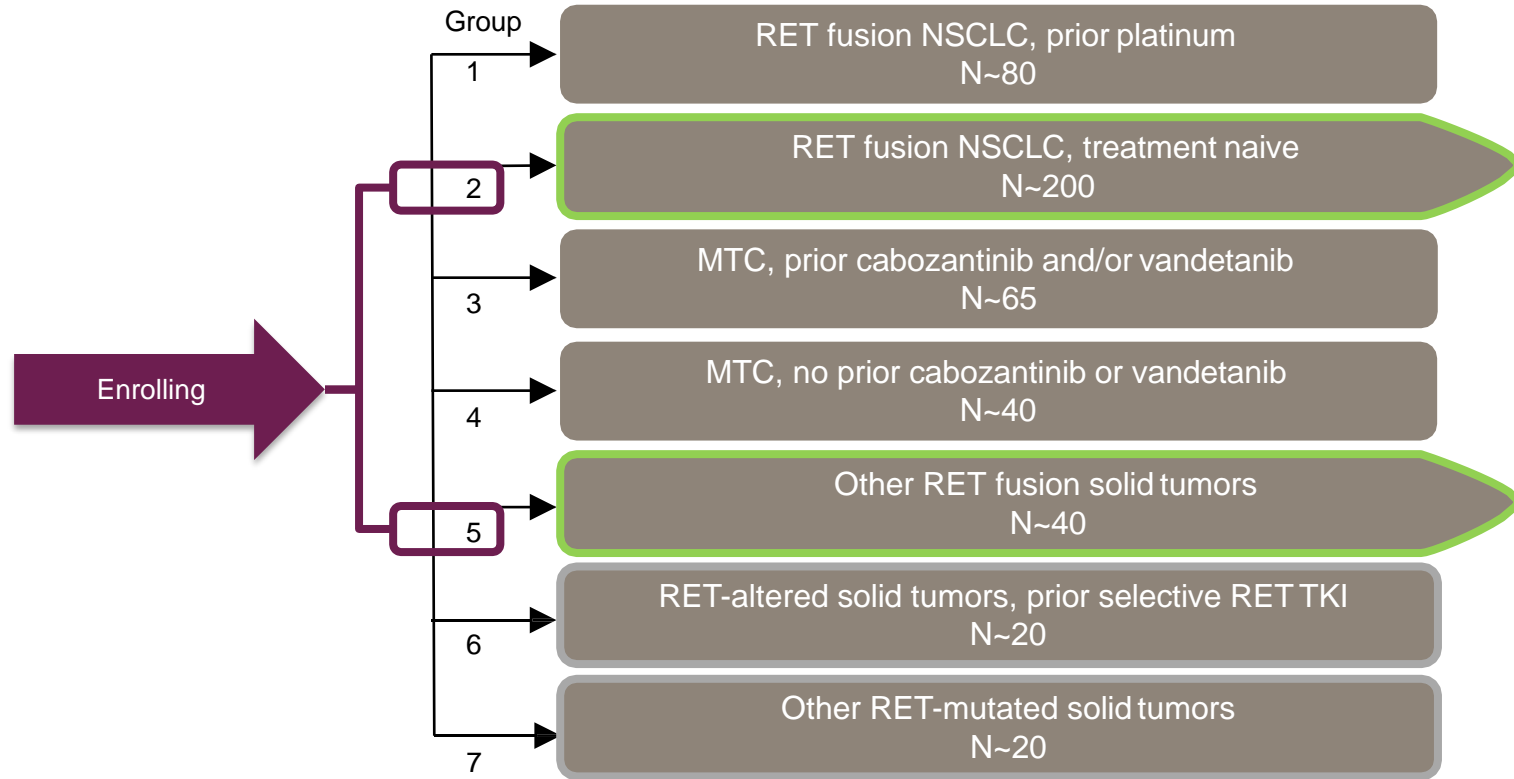 Group
1
RET fusion NSCLC, prior platinum
N~80
2
RET fusion NSCLC, treatment naive
N~200
3
MTC, prior cabozantinib and/or vandetanib
N~65
Enrolling
4
MTC, no prior cabozantinib or vandetanib
N~40
5
Other RET fusion solid tumors
N~40
6
RET-altered solid tumors, prior selective RET TKI
N~20
7
Other RET-mutated solid tumors
N~20